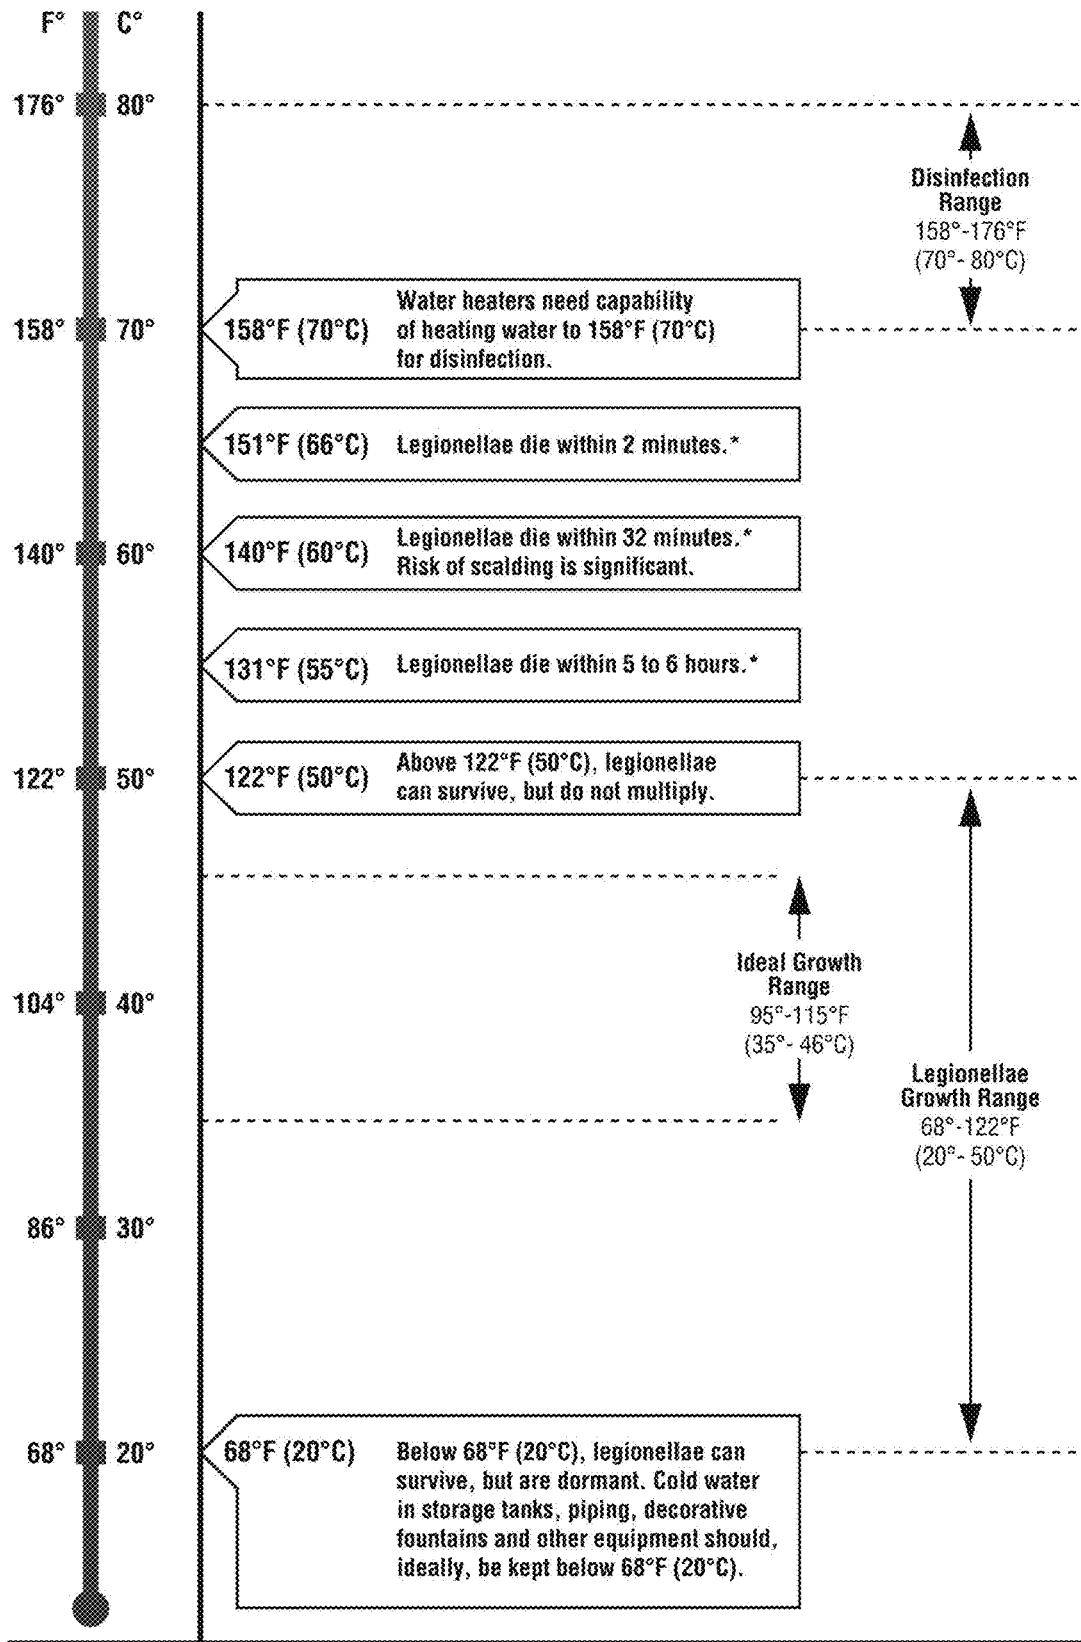 F° C°
176° 80°
Disinfection
Range
158°-176°F
(70°- 80°C)
158° 70°
158°F (70°C) Water heaters need capability
of heating water to 158°F (70°C)
for disinfection.
151°F (66°C) Legionellae die within 2 minutes.*
140° 60°
140°F (60°C) Legionellae die within 32 minutes.*
Risk of scalding is significant.
131°F (55°C) Legionellae die within 5 to 6 hours.*
122° 50°
122°F (50°C) Above 122°F (50°C), legionellae
can survive, but do not multiply.
Ideal Growth
Range
95°-115°F
(35°- 46°C)
104° 40°
Legionellae
Growth Range
68°-122°F
(20°- 50°C)
86° 30°
68° 20°
68°F (20°C) Below 68°F (20°C), legionellae can
survive, but are dormant. Cold water
in storage tanks, piping, decorative
fountains and other equipment should,
ideally, be kept below 68°F (20°C).